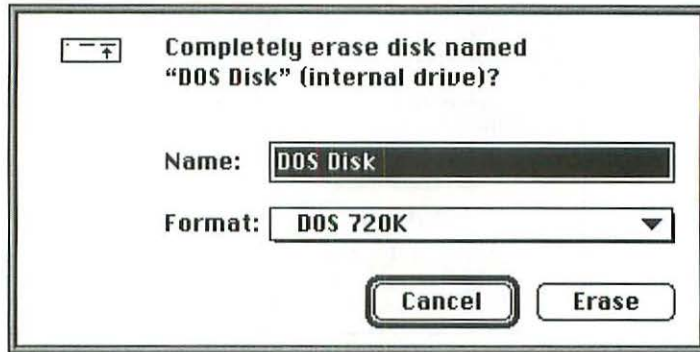 Completely erase disk named
“DOS Disk” (internal drive)?
Name: DOS Disk
Format: DOS 720K
Cancel Erase